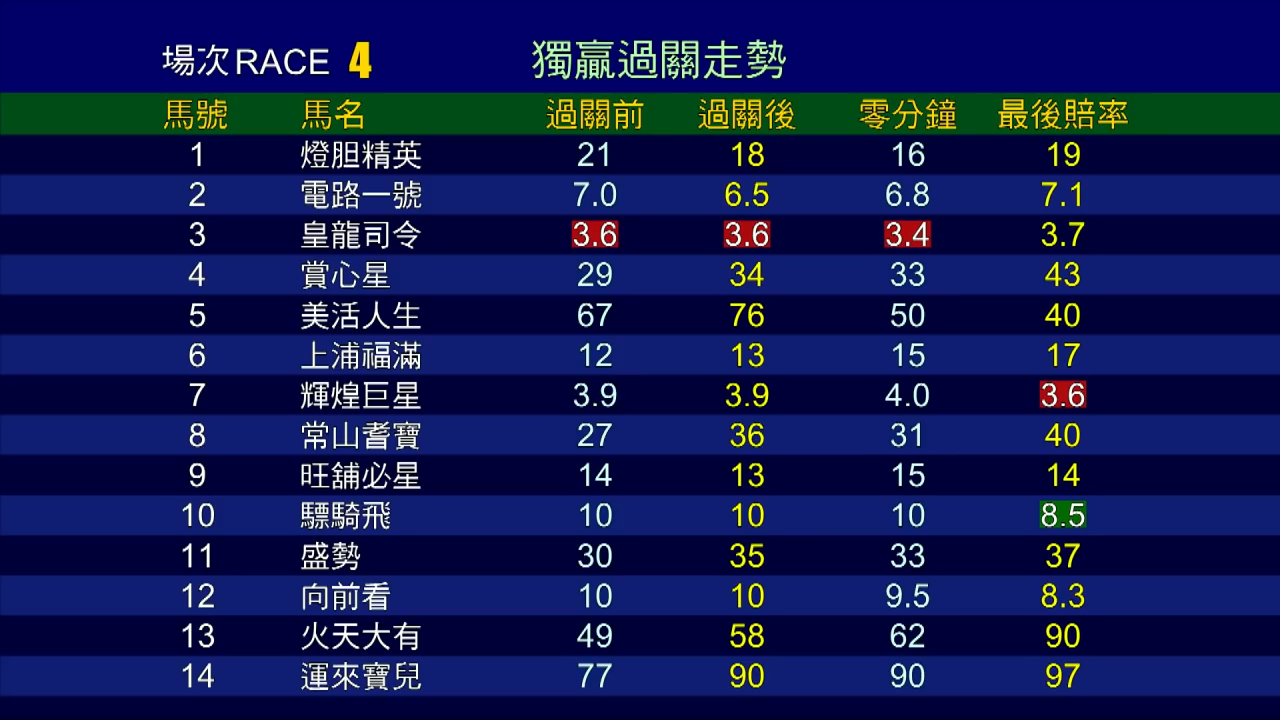 場次RACE 4 獨贏過關走勢
馬號 馬名 過關前 過關後 零分鐘 最後賠率
1 燈胆精英 21 18 16 19
2 電路一號 7.0 6.5 6.8 7.1
3 皇龍司令 3.6 3.6 3.4 3.7
4 賞心星 29 34 33 43
5 美活人生 67 76 50 40
6 上浦福滿 12 13 15 17
7 輝煌巨星 3.9 3.9 4.0 3.6
8 常山耆寶 27 36 31 40
9 旺舖必星 14 13 15 14
10 驃騎飛 10 10 10 8.5
11 盛勢 30 35 33 37
12 向前看 10 10 9.5 8.3
13 火天大有 49 58 62 90
14 運來寶兒 77 90 90 97